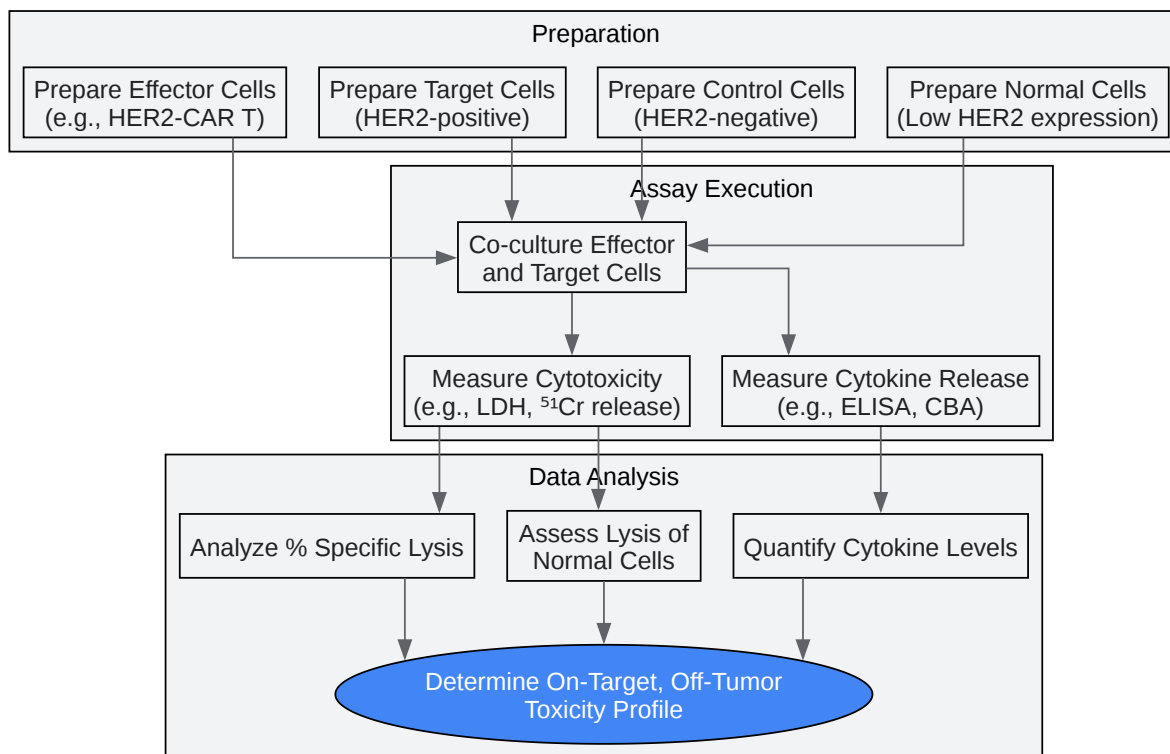 Preparation
Prepare Effector Cells
(e.g., HER2-CAR T)
Prepare Target Cells
(HER2-positive)
Prepare Control Cells
(HER2-negative)
Prepare Normal Cells
(Low HER2 expression)
Assay Execution
Co-culture Effector
and Target Cells
Measure Cytotoxicity
(e.g., LDH, ⁵¹Cr release)
Measure Cytokine Release
(e.g., ELISA, CBA)
Data Analysis
Analyze % Specific Lysis
Assess Lysis of
Normal Cells
Quantify Cytokine Levels
Determine On-Target, Off-Tumor
Toxicity Profile